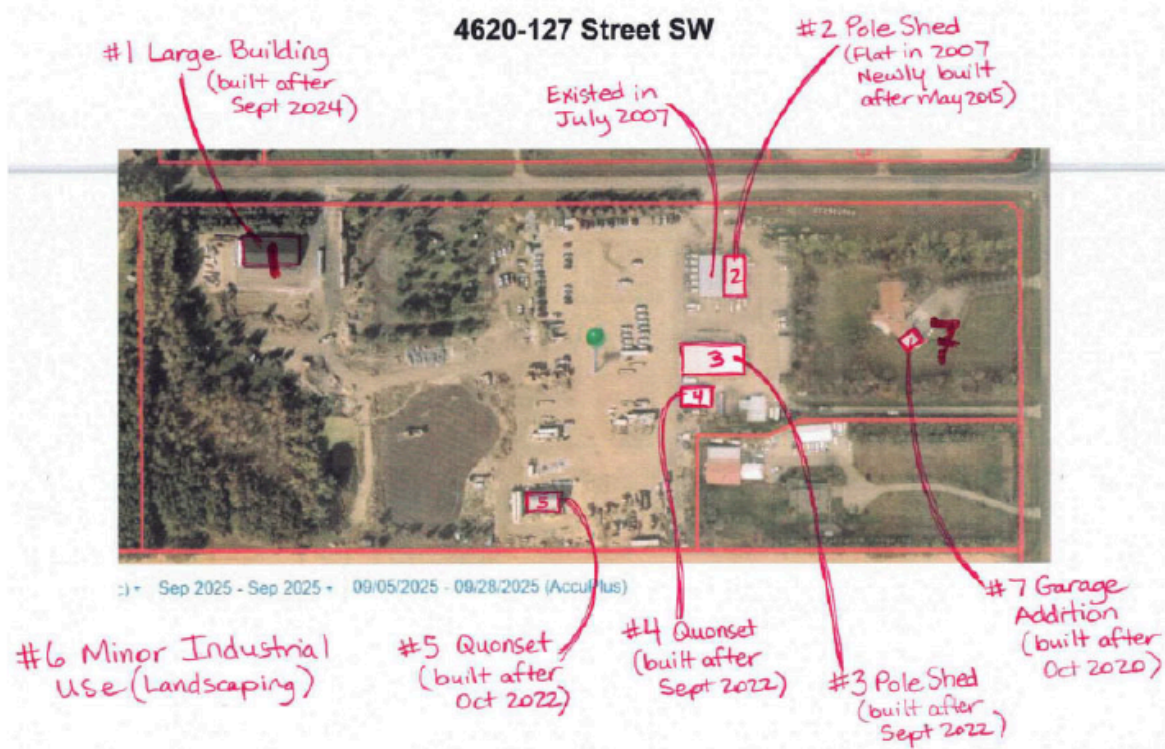 4620-127 Street SW
#1 Large Building
(built after
Sept 2024)
Existed in
July 2007
#2 Pole Shed
(Flat in 2007
Newly built
after May 2015)
1
2
3
4
5
7
Sep 2025 - Sep 2025
09/05/2025 - 09/28/2025 (AccuPlus)
#6 Minor Industrial
Use (Landscaping)
#5 Quonset
(built after
Oct 2022)
#4 Quonset
(built after
Sept 2022)
#3 Pole Shed
(built after
Sept 2022)
#7 Garage
Addition
(built after
Oct 2020)